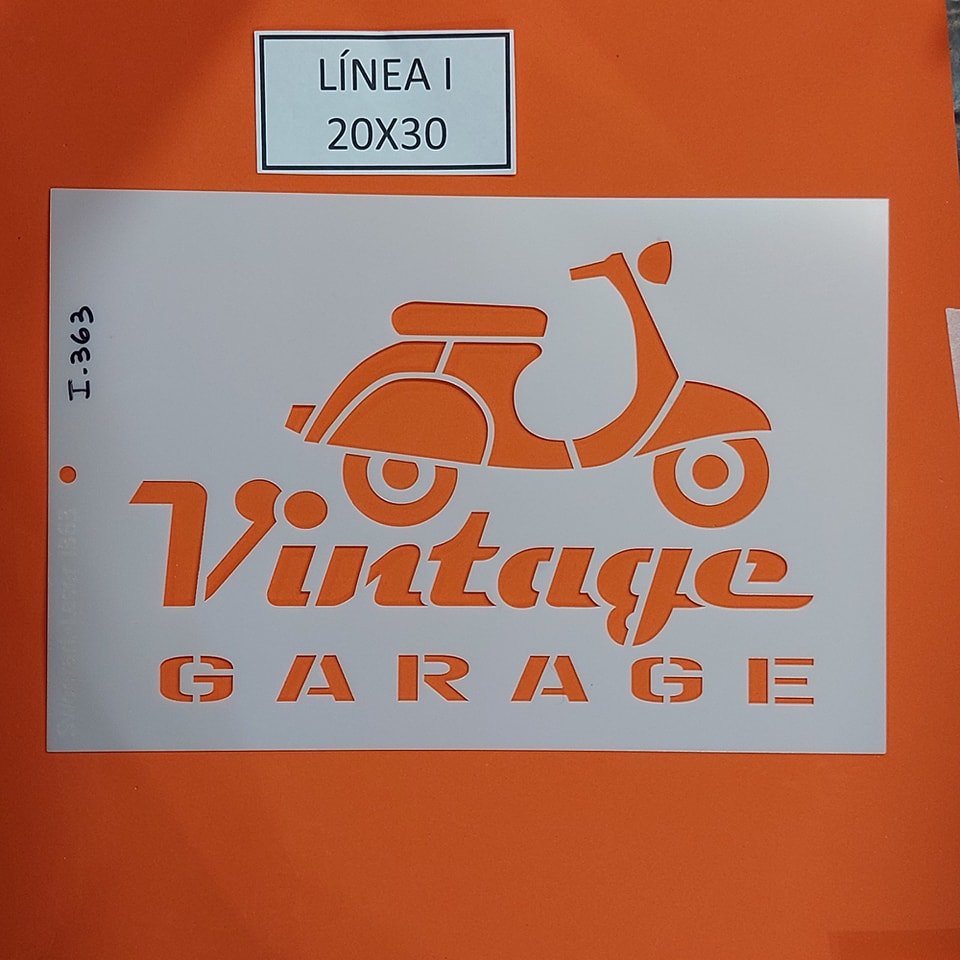 LÍNEA I
20X30
I.363
Vintage
GARAGE